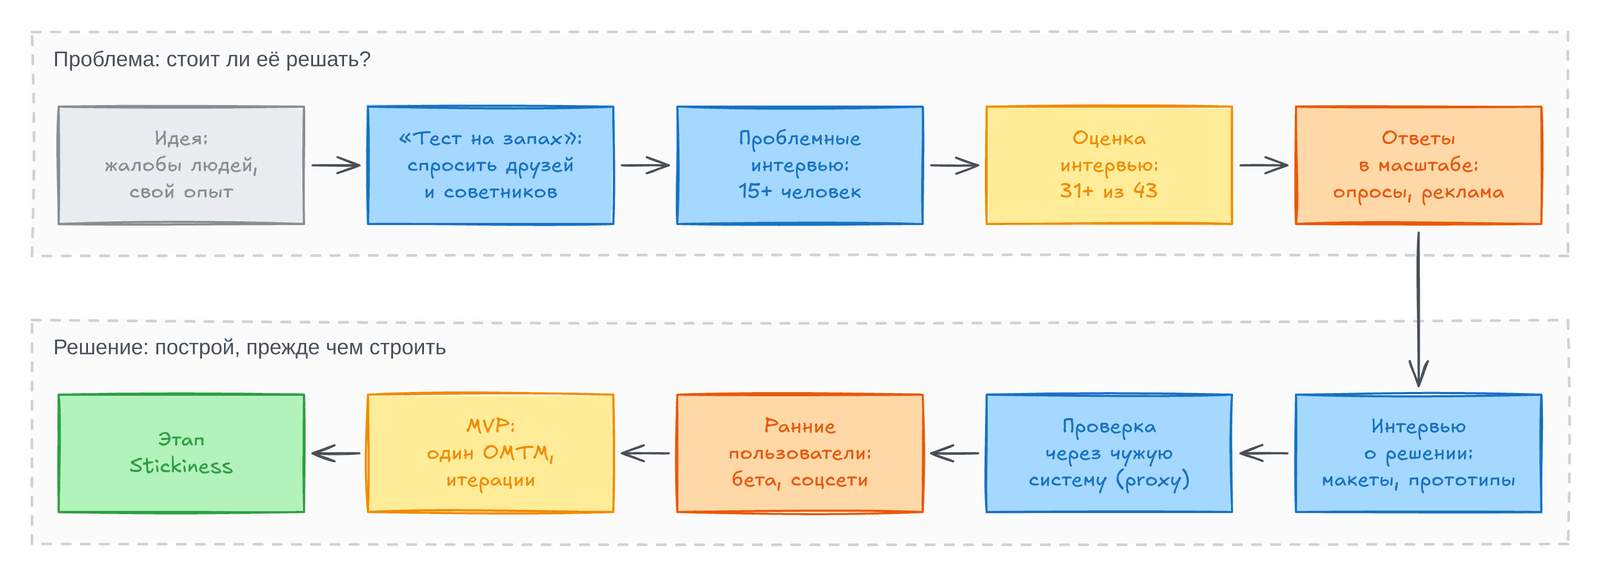 Проблема: стоит ли её решать?
Идея:
жалобы людей,
свой опыт
«Тест на запах»:
спросить друзей
и советников
Проблемные
интервью:
15+ человек
Оценка
интервью:
31+ из 43
Ответы
в масштабе:
опросы, реклама
Решение: построй, прежде чем строить
Этап
Stickiness
MVP:
один OMTM,
итерации
Ранние
пользователи:
бета, соцсети
Проверка
через чужую
систему (proxy)
Интервью
о решении:
макеты, прототипы